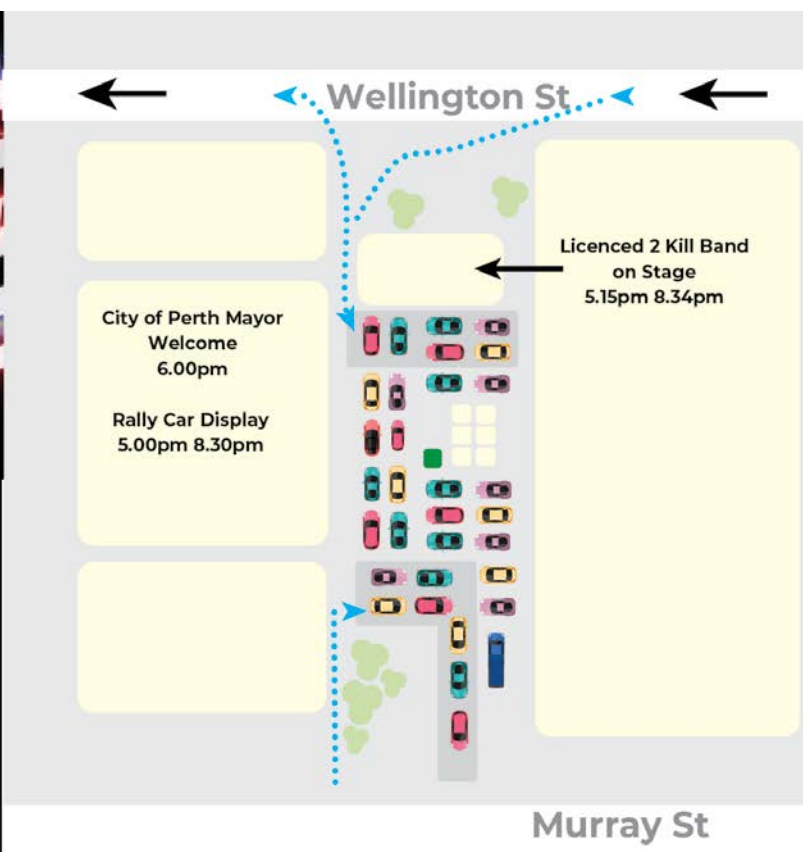 Wellington St
Licenced 2 Kill Band
on Stage
5.15pm 8.34pm
City of Perth Mayor
Welcome
6.00pm
Rally Car Display
5.00pm 8.30pm
Murray St